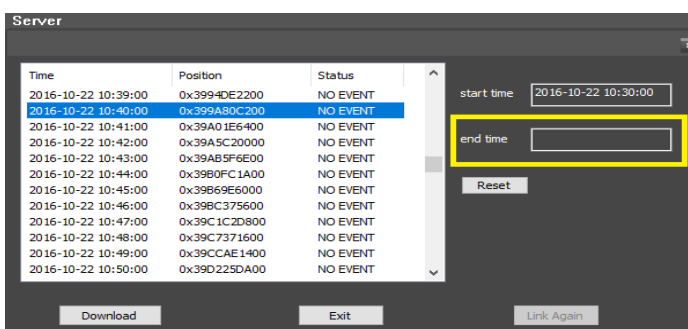 Server
Time Position Status
2016-10-22 10:39:00 0x3994DE2200 NO EVENT
start time 2016-10-22 10:30:00
2016-10-22 10:40:00 0x399A80C200 NO EVENT
2016-10-22 10:41:00 0x39A01E6400 NO EVENT
2016-10-22 10:42:00 0x39A5C20000 NO EVENT
end time
2016-10-22 10:43:00 0x39AB5F6E00 NO EVENT
2016-10-22 10:44:00 0x39B0FC1A00 NO EVENT
2016-10-22 10:45:00 0x39B69E6000 NO EVENT
Reset
2016-10-22 10:46:00 0x39BC375600 NO EVENT
2016-10-22 10:47:00 0x39C1C2D800 NO EVENT
2016-10-22 10:48:00 0x39C7371600 NO EVENT
2016-10-22 10:49:00 0x39CCAE1400 NO EVENT
2016-10-22 10:50:00 0x39D225DA00 NO EVENT
Download Exit Link Again